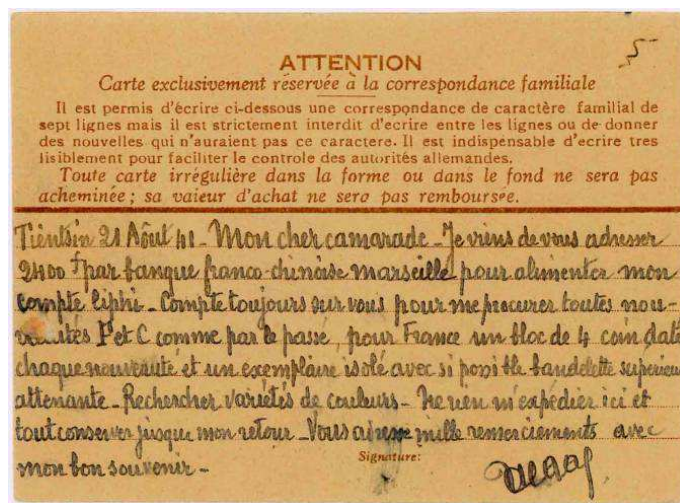 5
ATTENTION
Carte exclusivement réservée à la correspondance familiale
Il est permis d'écrire ci-dessous une correspondance de caractère familial de
sept lignes mais il est strictement interdit d'ecrire entre les lignes ou de donner
des nouvelles qui n'auraient pas ce caractere. Il est indispensable d'ecrire tres
lisiblement pour faciliter le controle des autorités allemandes.
Toute carte irrégulière dans la forme ou dans le fond ne sera pas
acheminée ; sa valeur d'achat ne sera pas remboursée.
Tientsin 21 Août 41 - Mon cher camarade - Je viens de vous adresser
2400 f par banque franco-chinoise marseille pour alimenter mon
compte - Compte toujours sur vous pour me procurer toutes nou-
veautés P et C comme par le passé, pour France un bloc de 4 coin daté
chaque nouveauté et un exemplaire isolé avec si possible bandelette supérieure
attenante - Rechercher variétés de couleurs - Ne rien m'expédier ici et
tout conserver jusque mon retour - Vous adresse mille remerciements avec
mon bon souvenir -
Signature: